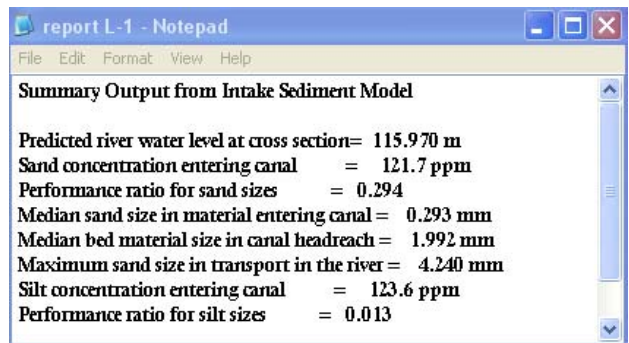 report L-1 - Notepad
File Edit Format View Help
Summary Output from Intake Sediment Model
Predicted river water level at cross section= 115.970 m
Sand concentration entering canal = 121.7 ppm
Performance ratio for sand sizes = 0.294
Median sand size in material entering canal = 0.293 mm
Median bed material size in canal headreach = 1.992 mm
Maximum sand size in transport in the river = 4.240 mm
Silt concentration entering canal = 123.6 ppm
Performance ratio for silt sizes = 0.013